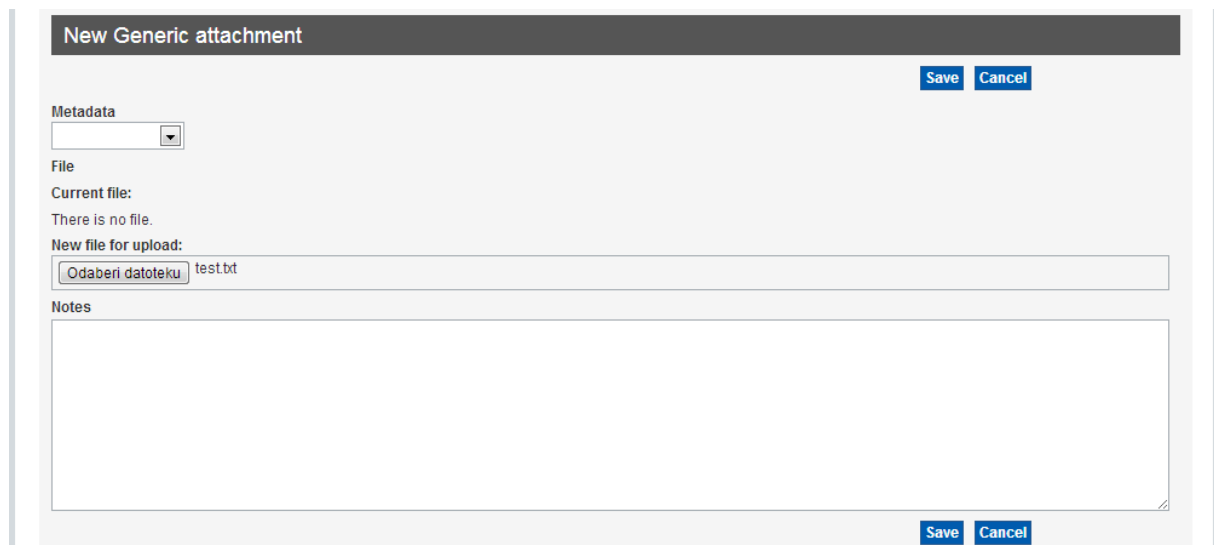 New Generic attachment
Save Cancel
Metadata
File
Current file:
There is no file.
New file for upload:
Odaberi datoteku test.txt
Notes
Save Cancel